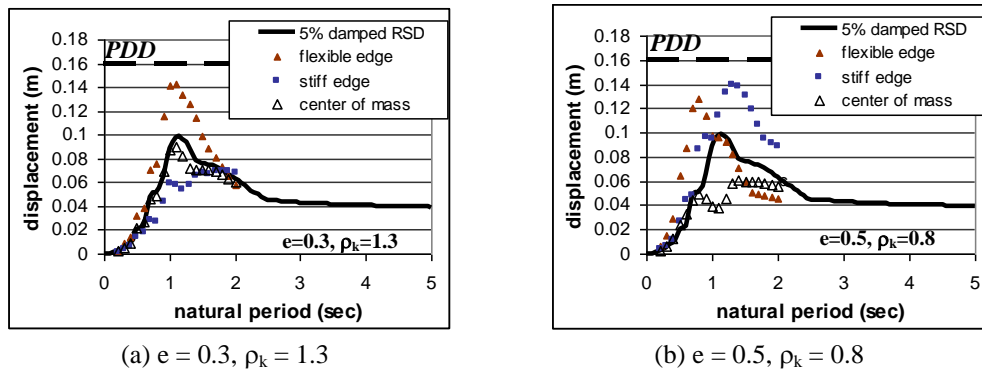 0.18
0.16
0.14
0.12
0.1
0.08
0.06
0.04
0.02
0
displacement (m)
PDD
5% damped RSD
flexible edge
stiff edge
center of mass
e=0.3, ρk=1.3
0 1 2 3 4 5
natural period (sec)
(a) e = 0.3, ρk = 1.3
0.18
0.16
0.14
0.12
0.1
0.08
0.06
0.04
0.02
0
displacement (m)
PDD
5% damped RSD
flexible edge
stiff edge
center of mass
e=0.5, ρk=0.8
0 1 2 3 4 5
natural period (sec)
(b) e = 0.5, ρk = 0.8